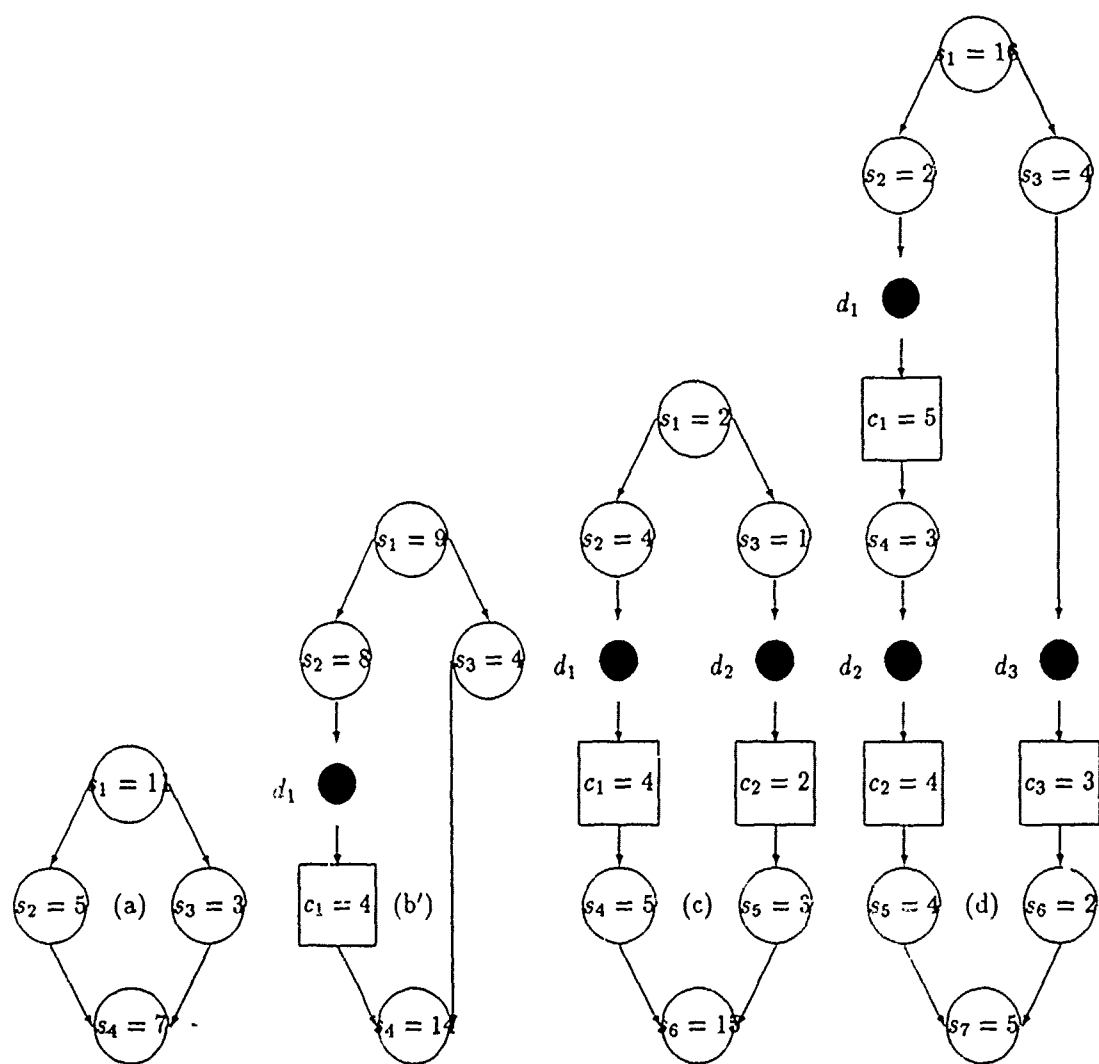 s₁ = 11
s₂ = 5
(a)
s₃ = 3
s₄ = 7
s₁ = 9
s₂ = 8
s₃ = 4
d₁
c₁ = 4
(b′)
s₄ = 14
s₁ = 2
s₂ = 4
s₃ = 1
d₁
d₂
c₁ = 4
c₂ = 2
s₄ = 5
(c)
s₅ = 3
s₆ = 15
s₁ = 16
s₂ = 2
s₃ = 4
d₁
c₁ = 5
s₄ = 3
d₂
d₃
c₂ = 4
c₃ = 3
s₅ = 4
(d)
s₆ = 2
s₇ = 5